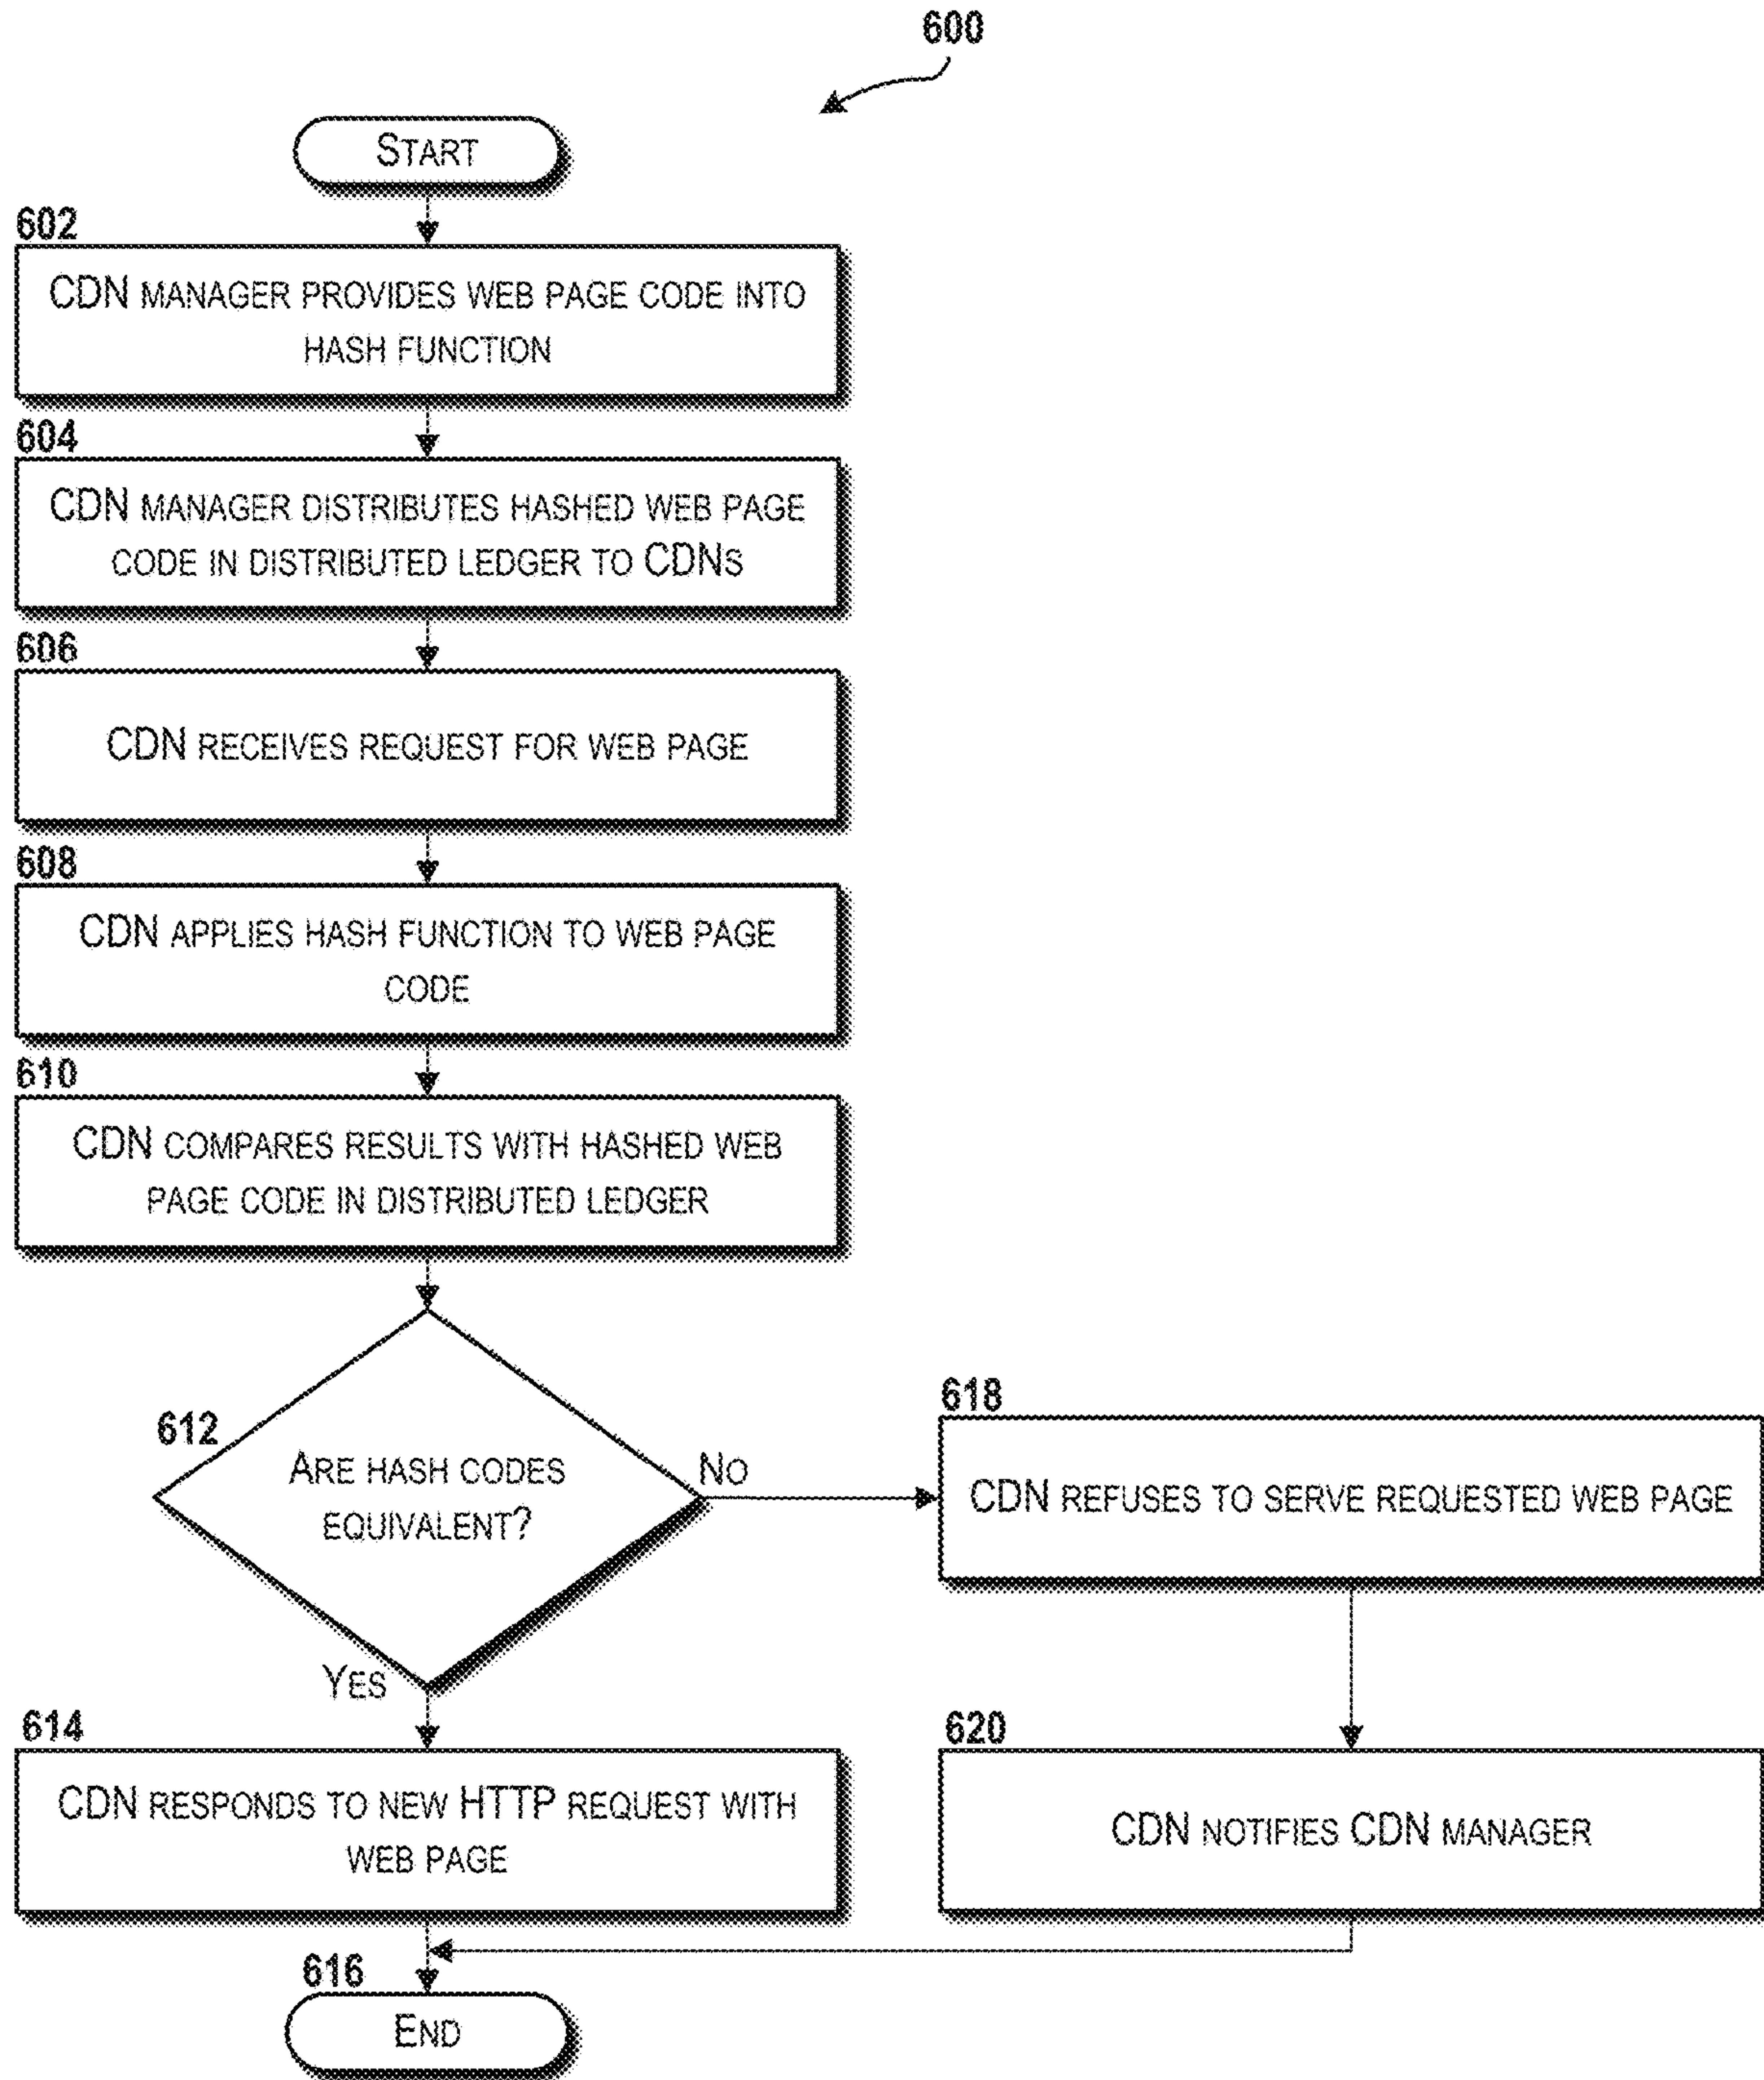 600
START
602
CDN MANAGER PROVIDES WEB PAGE CODE INTO
HASH FUNCTION
604
CDN MANAGER DISTRIBUTES HASHED WEB PAGE
CODE IN DISTRIBUTED LEDGER TO CDNS
606
CDN RECEIVES REQUEST FOR WEB PAGE
608
CDN APPLIES HASH FUNCTION TO WEB PAGE
CODE
610
CDN COMPARES RESULTS WITH HASHED WEB
PAGE CODE IN DISTRIBUTED LEDGER
612
ARE HASH CODES
EQUIVALENT?
NO
618
CDN REFUSES TO SERVE REQUESTED WEB PAGE
YES
614
CDN RESPONDS TO NEW HTTP REQUEST WITH
WEB PAGE
620
CDN NOTIFIES CDN MANAGER
616
END